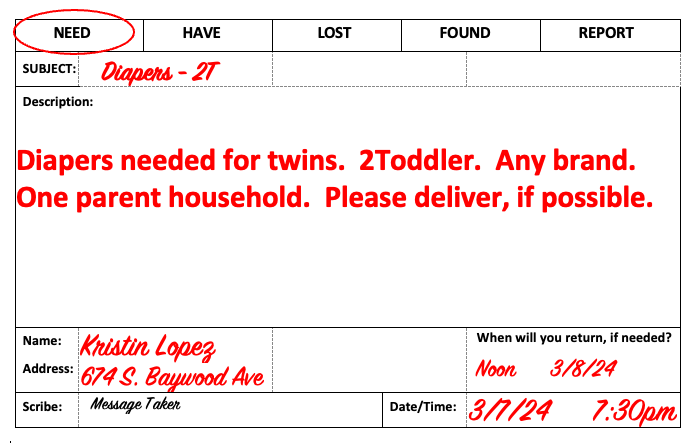 NEED HAVE LOST FOUND REPORT
SUBJECT: Diapers - 2T
Description:
Diapers needed for twins. 2Toddler. Any brand.
One parent household. Please deliver, if possible.
Name: Kristin Lopez
Address: 674 S. Baywood Ave
When will you return, if needed?
Noon 3/8/24
Scribe: Message Taker
Date/Time: 3/7/24 7:30pm